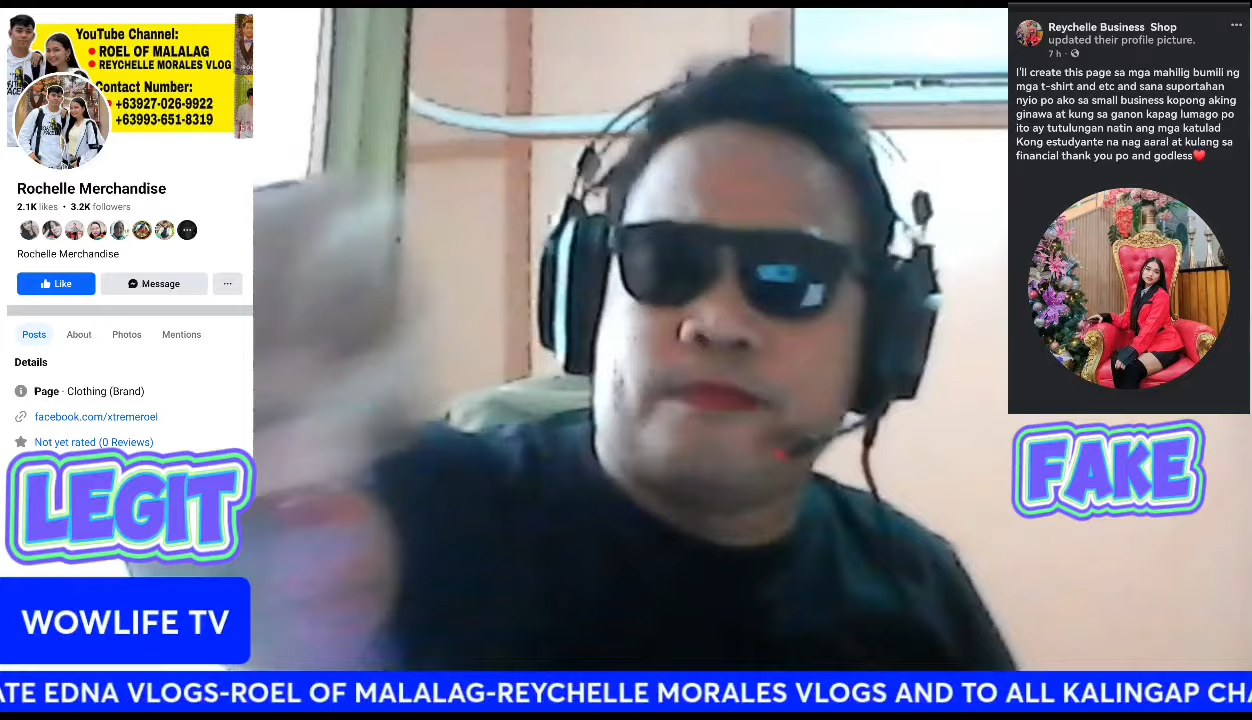 YouTube Channel:
ROEL OF MALALAG
REYCHELLE MORALES VLOG
Contact Number:
+63927-026-9922
+63993-651-8319
Rochelle Merchandise
2.1K likes • 3.2K followers
Rochelle Merchandise
Like
Message
Posts
About
Photos
Mentions
Details
Page · Clothing (Brand)
facebook.com/xtremeroel
Not yet rated (0 Reviews)
LEGIT
WOWLIFE TV
Reychelle Business Shop
updated their profile picture.
7 h
I'll create this page sa mga mahilig bumili ng
mga t-shirt and etc and sana suportahan
nyio po ako sa small business kopong aking
ginawa at kung sa ganon kapag lumago po
ito ay tutulungan natin ang mga katulad
Kong estudyante na nag aaral at kulang sa
financial thank you po and godless❤️
FAKE
ATE EDNA VLOGS-ROEL OF MALALAG-REYCHELLE MORALES VLOGS AND TO ALL KALINGAP CHA